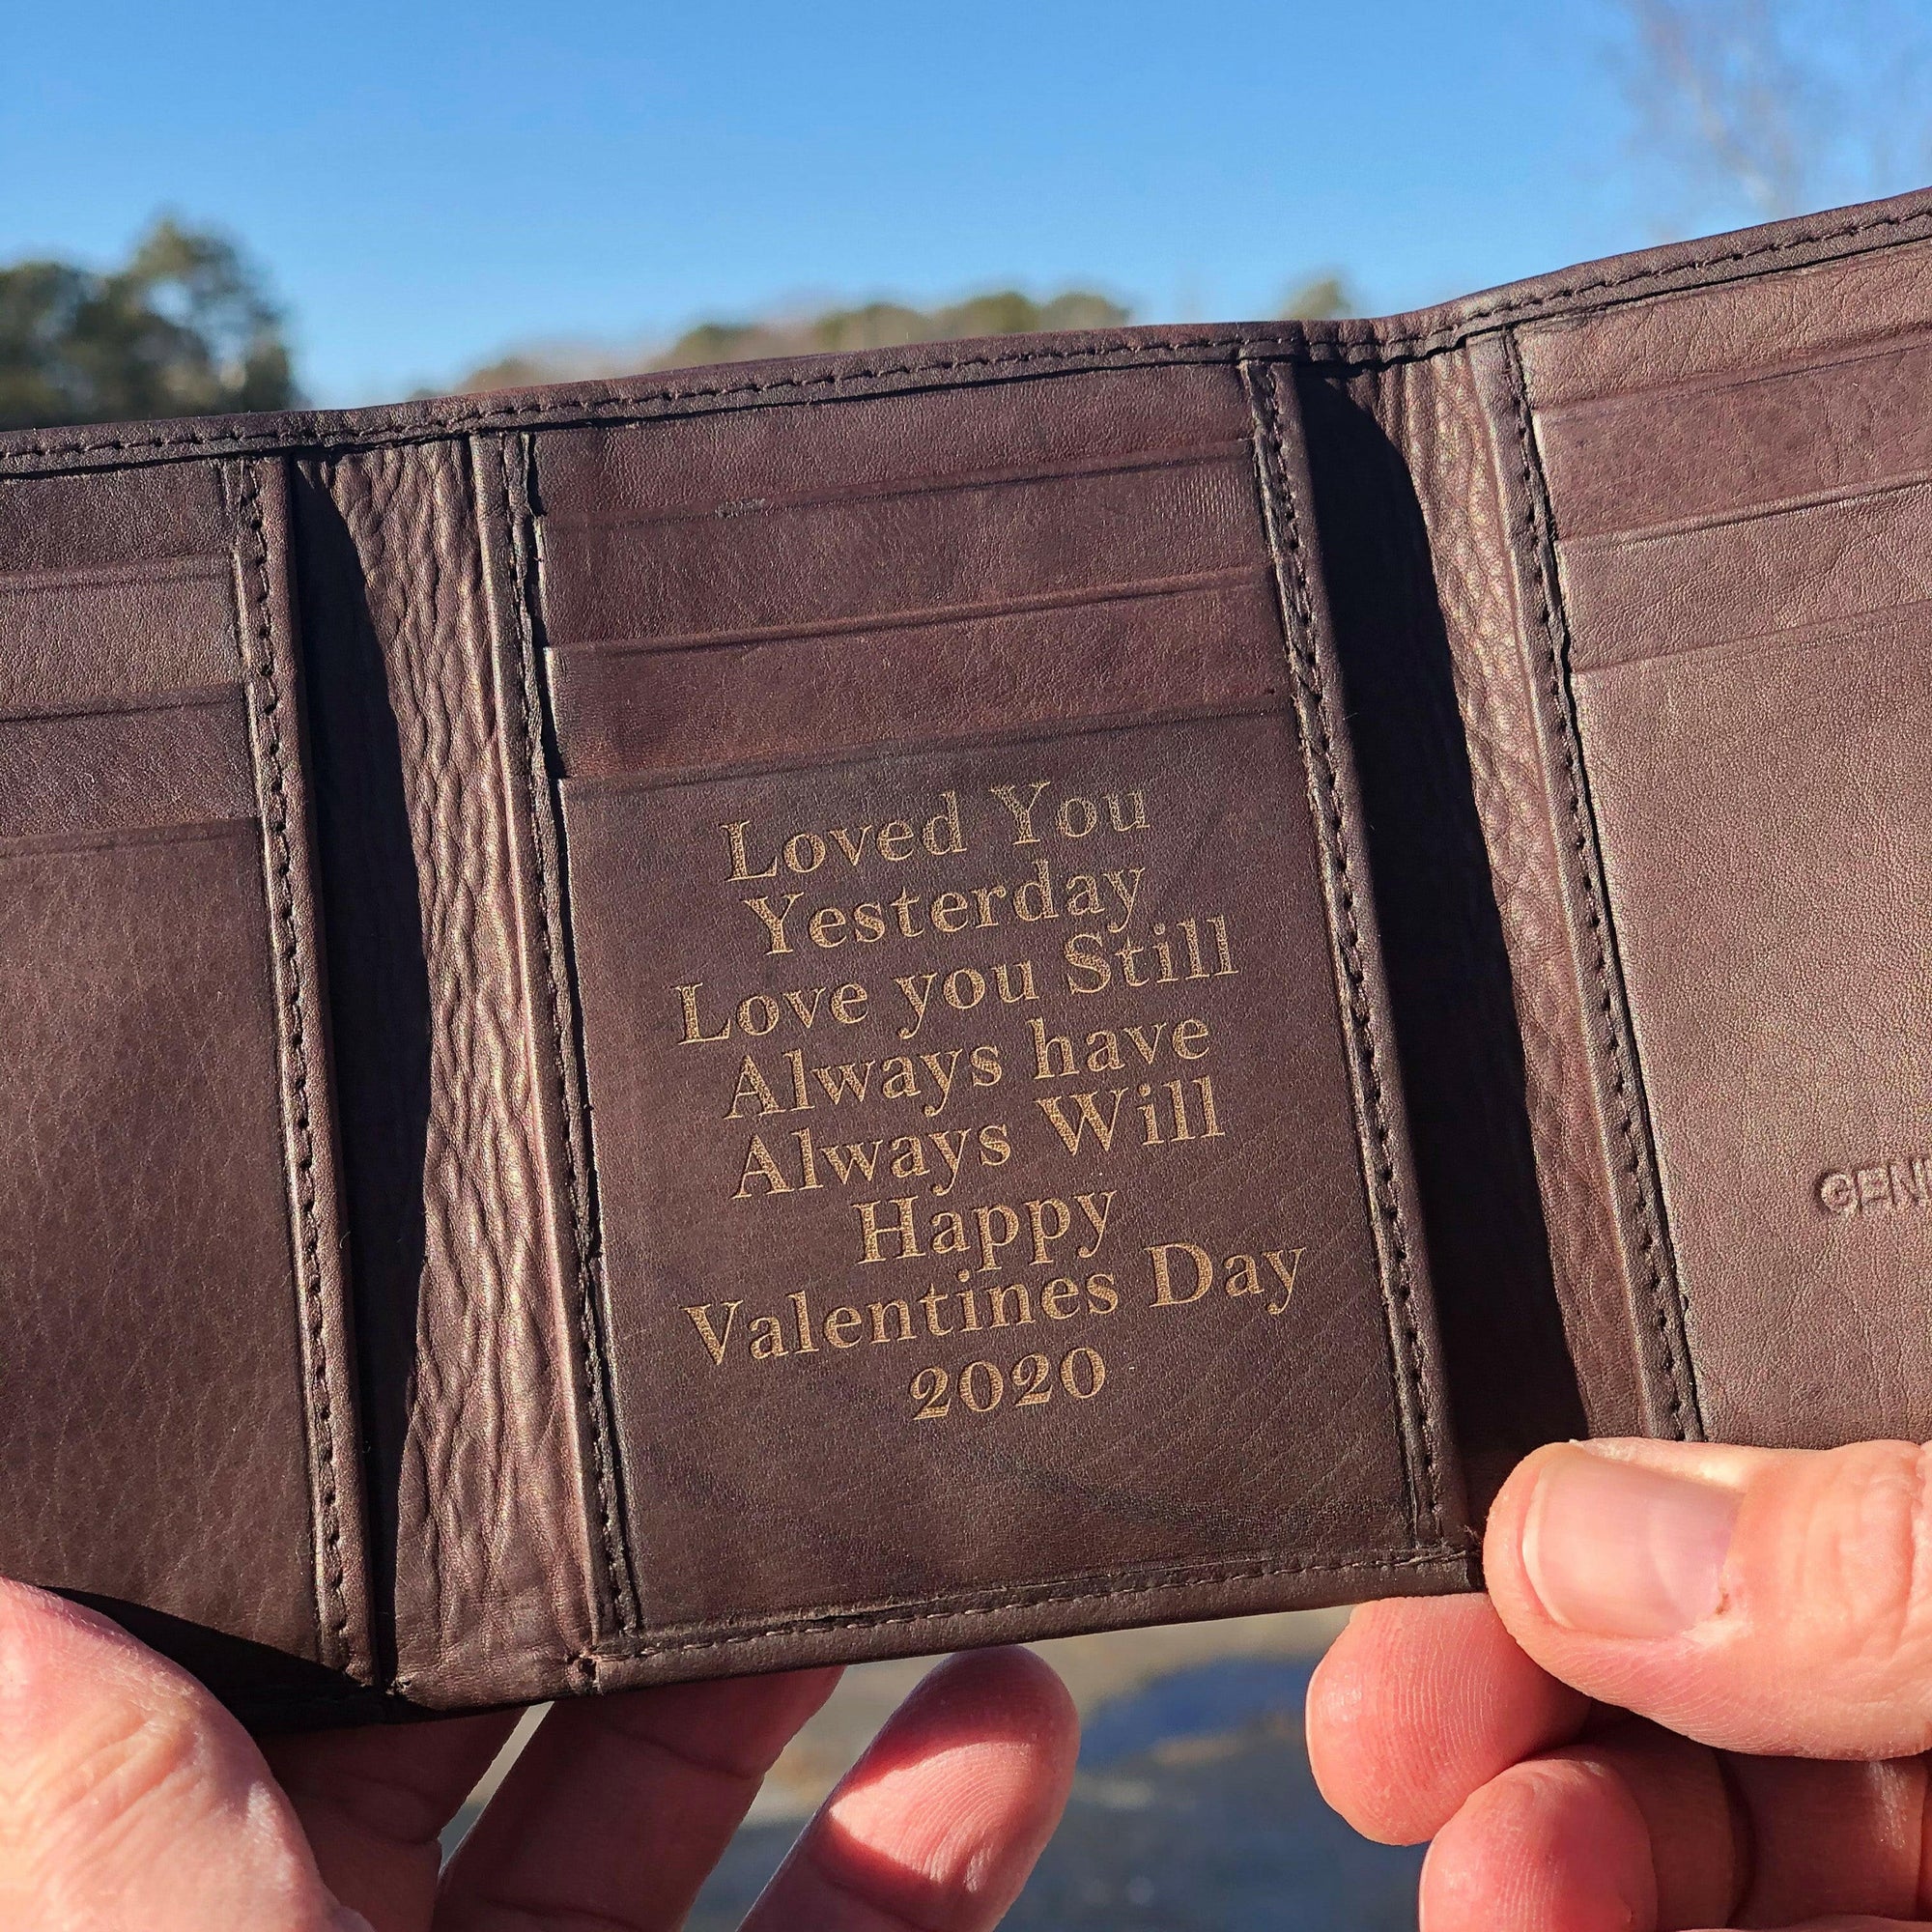 Loved You
Yesterday
Love you Still
Always have
Always Will
Happy
Valentines Day
2020